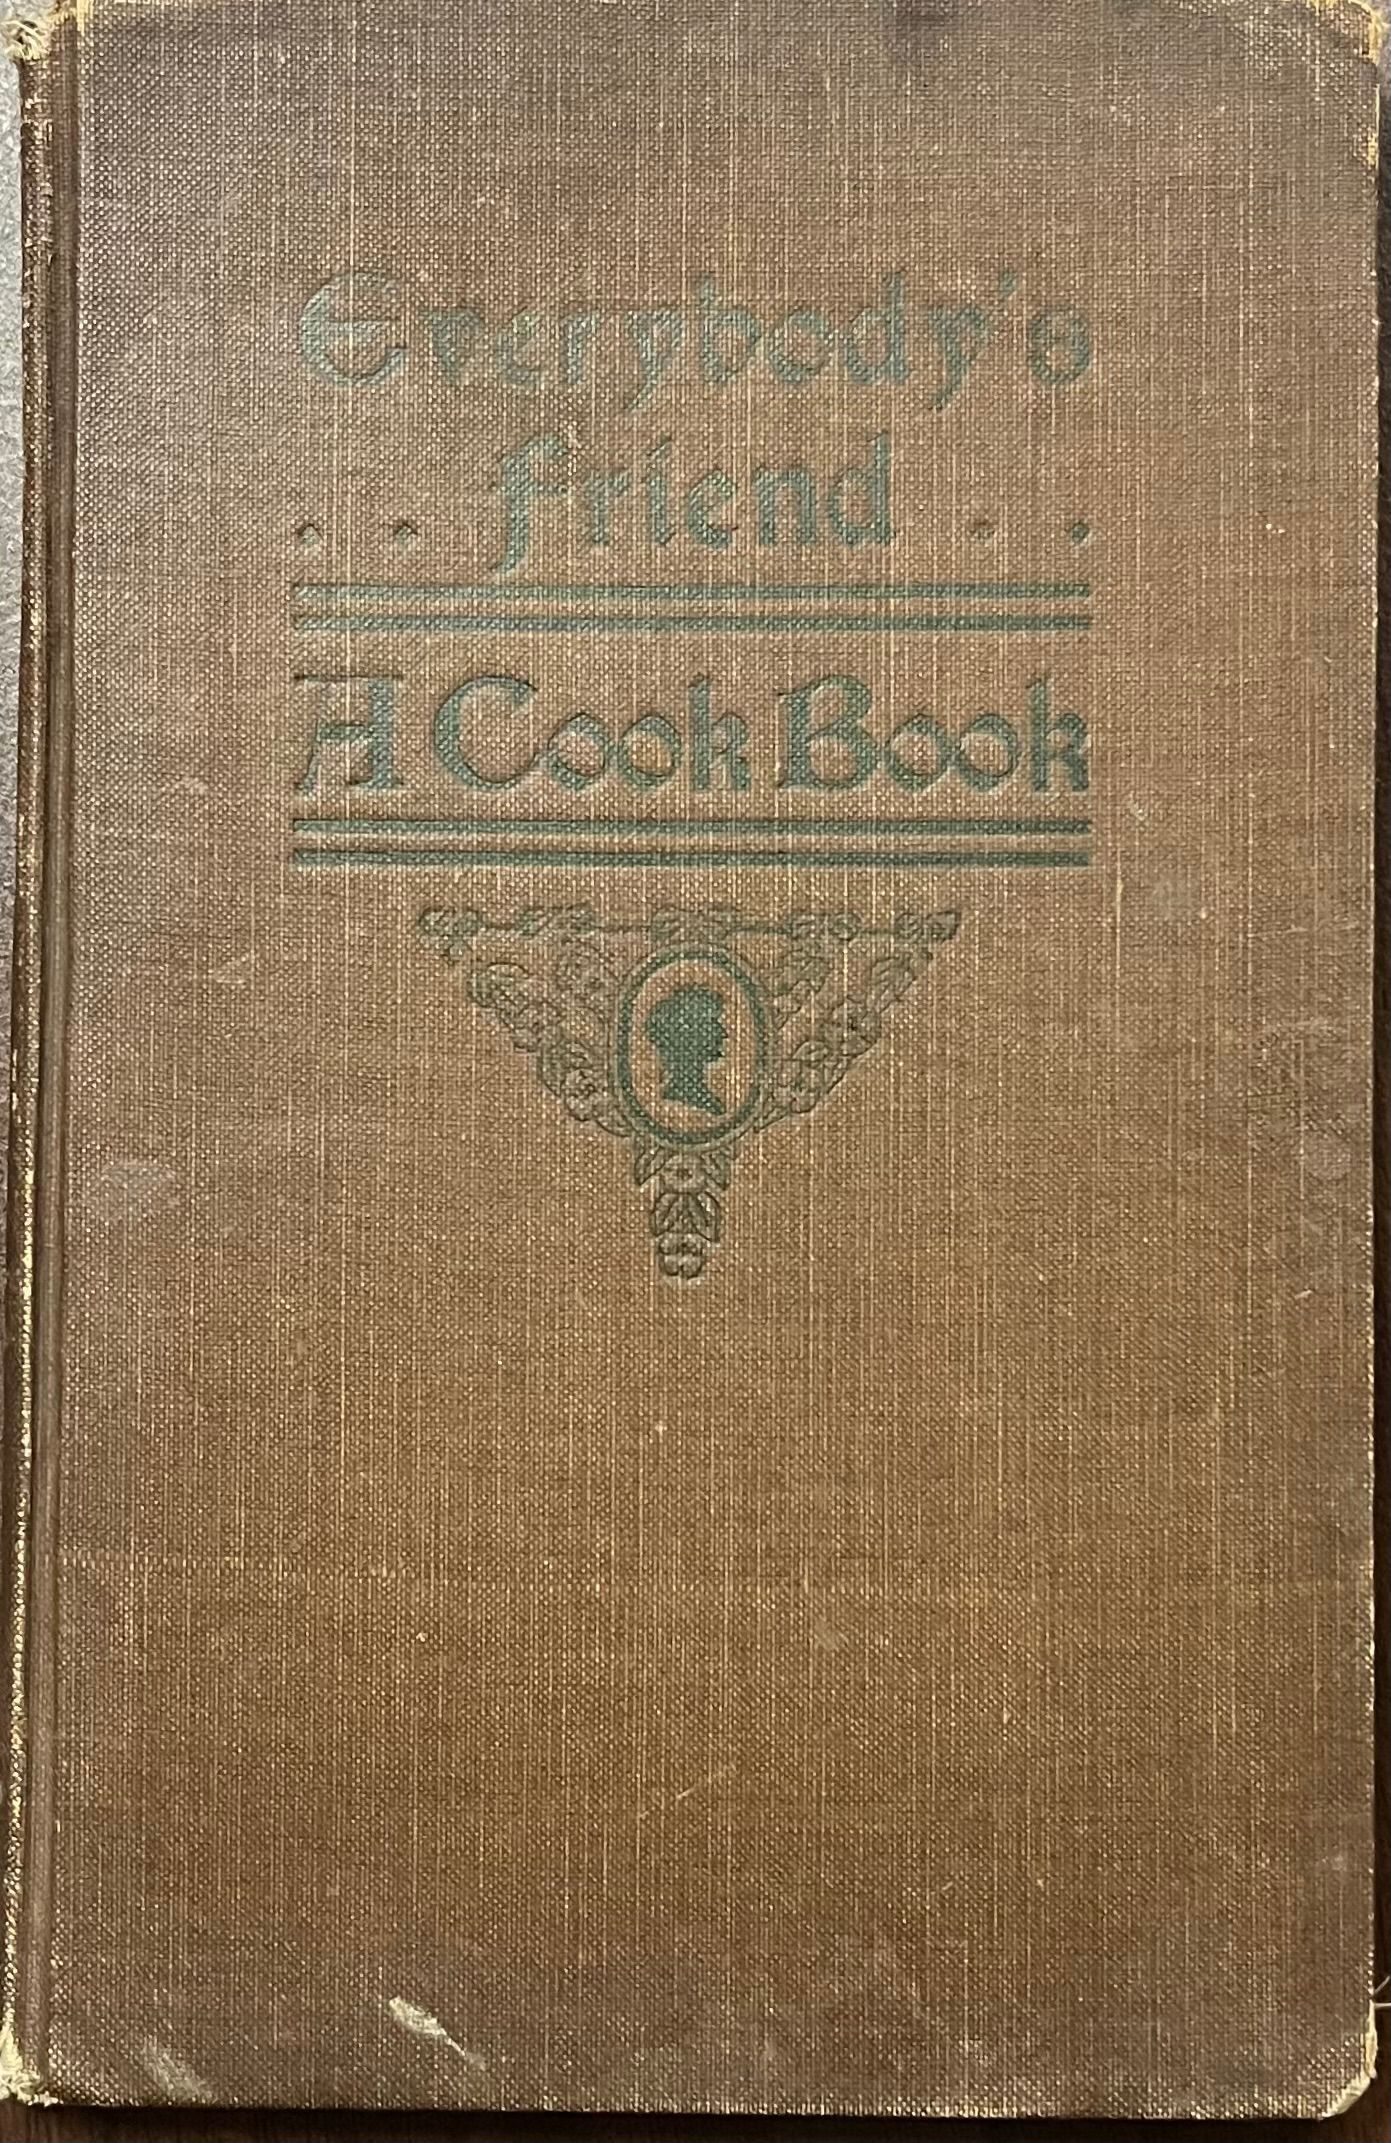 Everybody's
. . Friend . .
A Cook Book